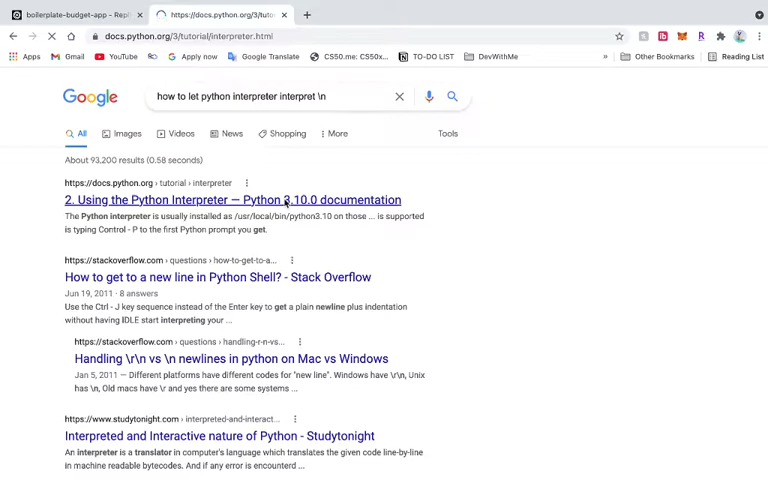 boilerplate-budget-app - Repl
https://docs.python.org/3/tuto
docs.python.org/3/tutorial/interpreter.html
Apps Gmail YouTube Apply now Google Translate CS50.me: CS50x... TO-DO LIST DevWithMe » Other Bookmarks Reading List
Google how to let python interpreter interpret \n
All Images Videos News Shopping More Tools
About 93,200 results (0.58 seconds)
https://docs.python.org › tutorial › interpreter
2. Using the Python Interpreter — Python 3.10.0 documentation
The Python interpreter is usually installed as /usr/local/bin/python3.10 on those ... is supported
is typing Control - P to the first Python prompt you get.
https://stackoverflow.com › questions › how-to-get-to-a...
How to get to a new line in Python Shell? - Stack Overflow
Jun 19, 2011 · 8 answers
Use the Ctrl - J key sequence instead of the Enter key to get a plain newline plus indentation
without having IDLE start interpreting your ...
https://stackoverflow.com › questions › handling-r-n-vs...
Handling \r\n vs \n newlines in python on Mac vs Windows
Jan 5, 2011 — Different platforms have different codes for "new line". Windows have \r\n, Unix
has \n, Old macs have \r and yes there are some systems ...
https://www.studytonight.com › interpreted-and-interact...
Interpreted and Interactive nature of Python - Studytonight
An interpreter is a translator in computer's language which translates the given code line-by-line
in machine readable bytecodes. And if any error is encounterd ...